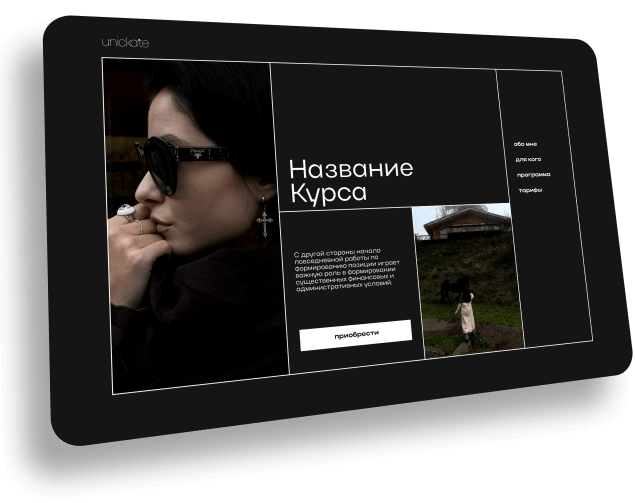 unickate
PRADA
Название
Курса
обо мне
для кого
программа
тарифы
С другой стороны начало
повседневной работы по
формированию позиции играет
важную роль в формировании
существенных финансовых и
административных условий.
приобрести